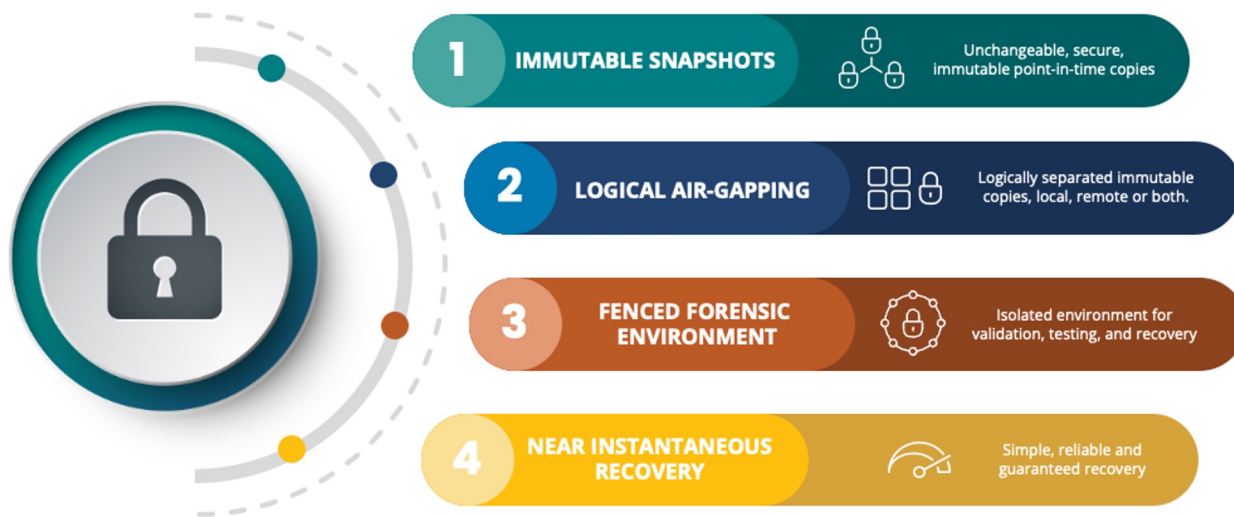 1
IMMUTABLE SNAPSHOTS
Unchangeable, secure,
immutable point-in-time copies
2
LOGICAL AIR-GAPPING
Logically separated immutable
copies, local, remote or both.
3
FENCED FORENSIC
ENVIRONMENT
Isolated environment for
validation, testing, and recovery
4
NEAR INSTANTANEOUS
RECOVERY
Simple, reliable and
guaranteed recovery